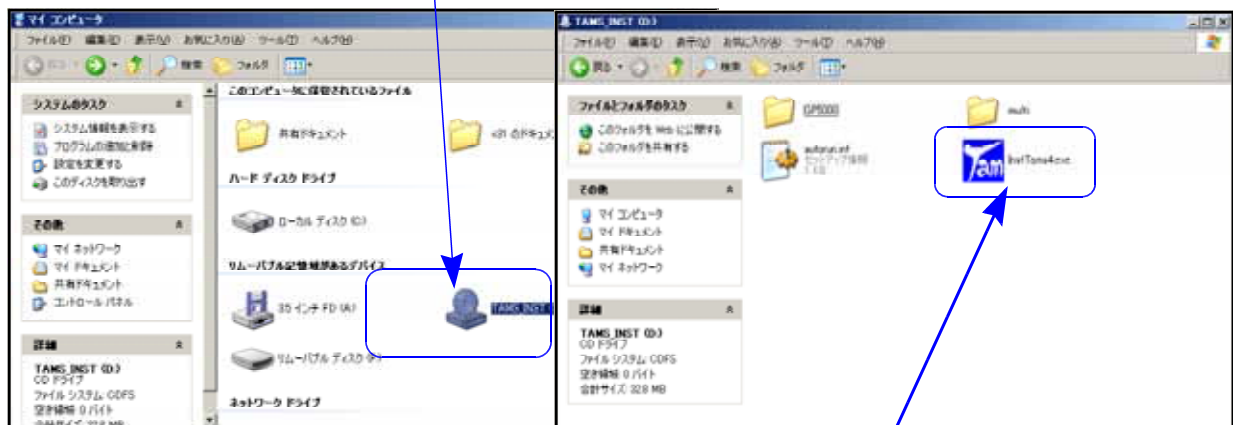 マイ コンピュータ
ファイル(F) 編集(E) 表示(V) お気に入り(A) ツール(T) ヘルプ(H)
検索 フォルダ
システムのタスク
システム情報を表示する
プログラムの追加と削除
設定を変更する
このディスクを取り出す
その他
マイ ネットワーク
マイ ドキュメント
共有ドキュメント
コントロール パネル
詳細
TAMS_INST (D:)
CD ドライブ
ファイル システム: CDFS
空き領域: 0 バイト
合計サイズ: 328 MB
このコンピュータに保管されているファイル
共有ドキュメント
ハード ディスク ドライブ
ローカル ディスク (C:)
リムーバブル記憶域があるデバイス
3.5 インチ FD (A:)
TAMS_INST
リムーバブル ディスク
ネットワーク ドライブ
TAMS_INST (D:)
ファイル(F) 編集(E) 表示(V) お気に入り(A) ツール(T) ヘルプ(H)
戻る 検索 フォルダ
ファイルとフォルダのタスク
このフォルダを Web に公開する
このフォルダを共有する
その他
マイ コンピュータ
マイ ドキュメント
共有ドキュメント
マイ ネットワーク
詳細
TAMS_INST (D:)
CD ドライブ
ファイル システム: CDFS
空き領域: 0 バイト
合計サイズ: 328 MB
GP5000
multi
autorun.inf
セットアップ情報
1 KB
Tam